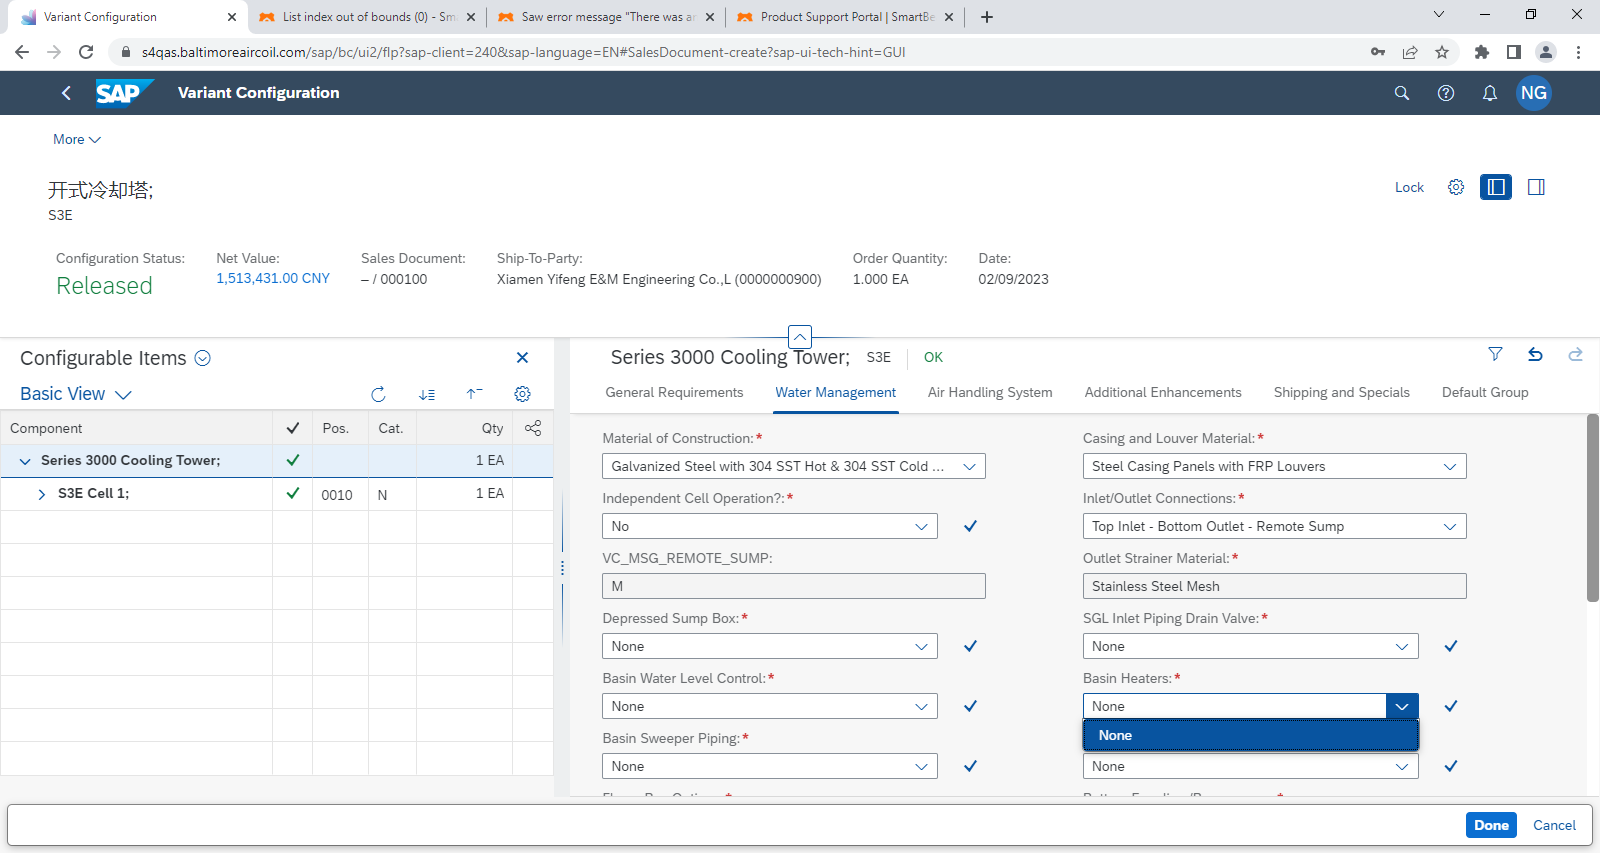 Variant Configuration
List index out of bounds (0) - Sm
Saw error message "There was ar
Product Support Portal | SmartBe
s4qas.baltimoreaircoil.com/sap/bc/ui2/flp?sap-client=240&sap-language=EN#SalesDocument-create?sap-ui-tech-hint=GUI
SAP Variant Configuration NG
More
开式冷却塔;
S3E
Lock
Configuration Status: Net Value: Sales Document: Ship-To-Party: Order Quantity: Date:
Released 1,513,431.00 CNY – / 000100 Xiamen Yifeng E&M Engineering Co.,L (0000000900) 1.000 EA 02/09/2023
Configurable Items
Basic View
Component Pos. Cat. Qty
Series 3000 Cooling Tower; 1 EA
S3E Cell 1; 0010 N 1 EA
Series 3000 Cooling Tower; S3E OK
General Requirements Water Management Air Handling System Additional Enhancements Shipping and Specials Default Group
Material of Construction:* Casing and Louver Material:*
Galvanized Steel with 304 SST Hot & 304 SST Cold ... Steel Casing Panels with FRP Louvers
Independent Cell Operation?:* Inlet/Outlet Connections:*
No Top Inlet - Bottom Outlet - Remote Sump
VC_MSG_REMOTE_SUMP: Outlet Strainer Material:*
M Stainless Steel Mesh
Depressed Sump Box:* SGL Inlet Piping Drain Valve:*
None None
Basin Water Level Control:* Basin Heaters:*
None None
None
Basin Sweeper Piping:*
None None
Done Cancel